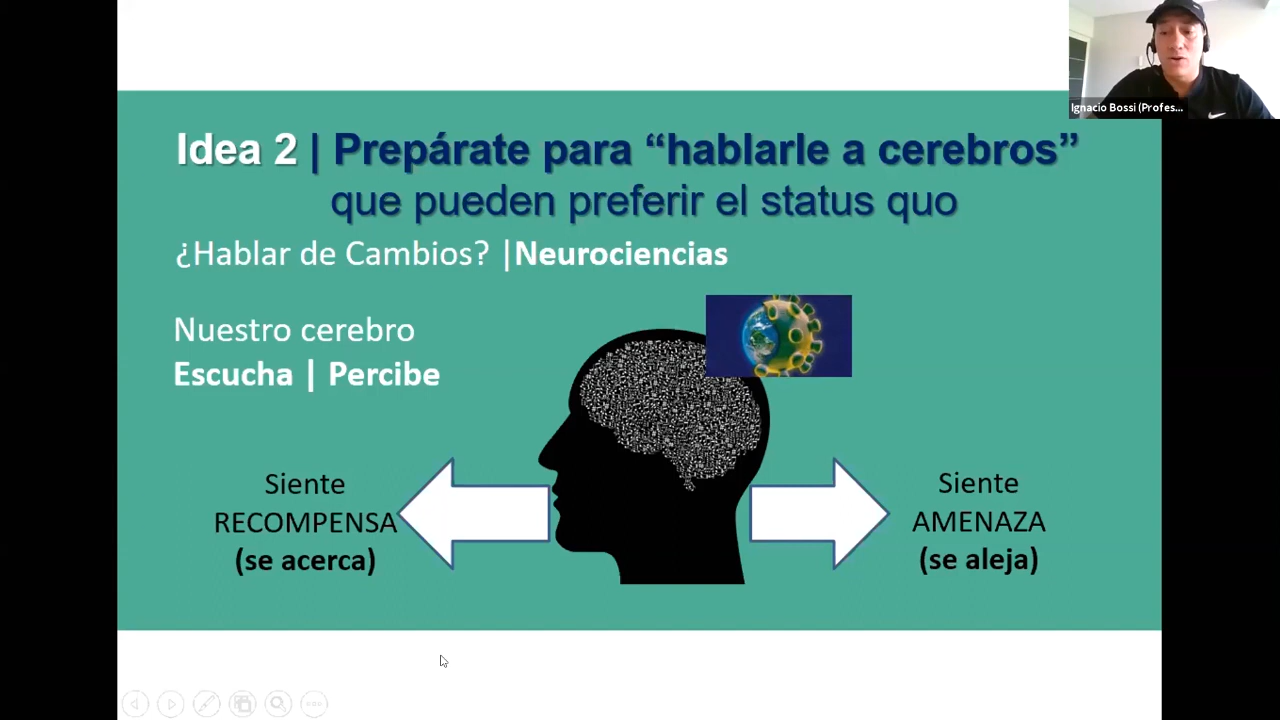 Ignacio Bossi (Profes...
Idea 2 | Prepárate para “hablarle a cerebros”
que pueden preferir el status quo
¿Hablar de Cambios? |Neurociencias
Nuestro cerebro
Escucha | Percibe
Siente
RECOMPENSA
(se acerca)
Siente
AMENAZA
(se aleja)